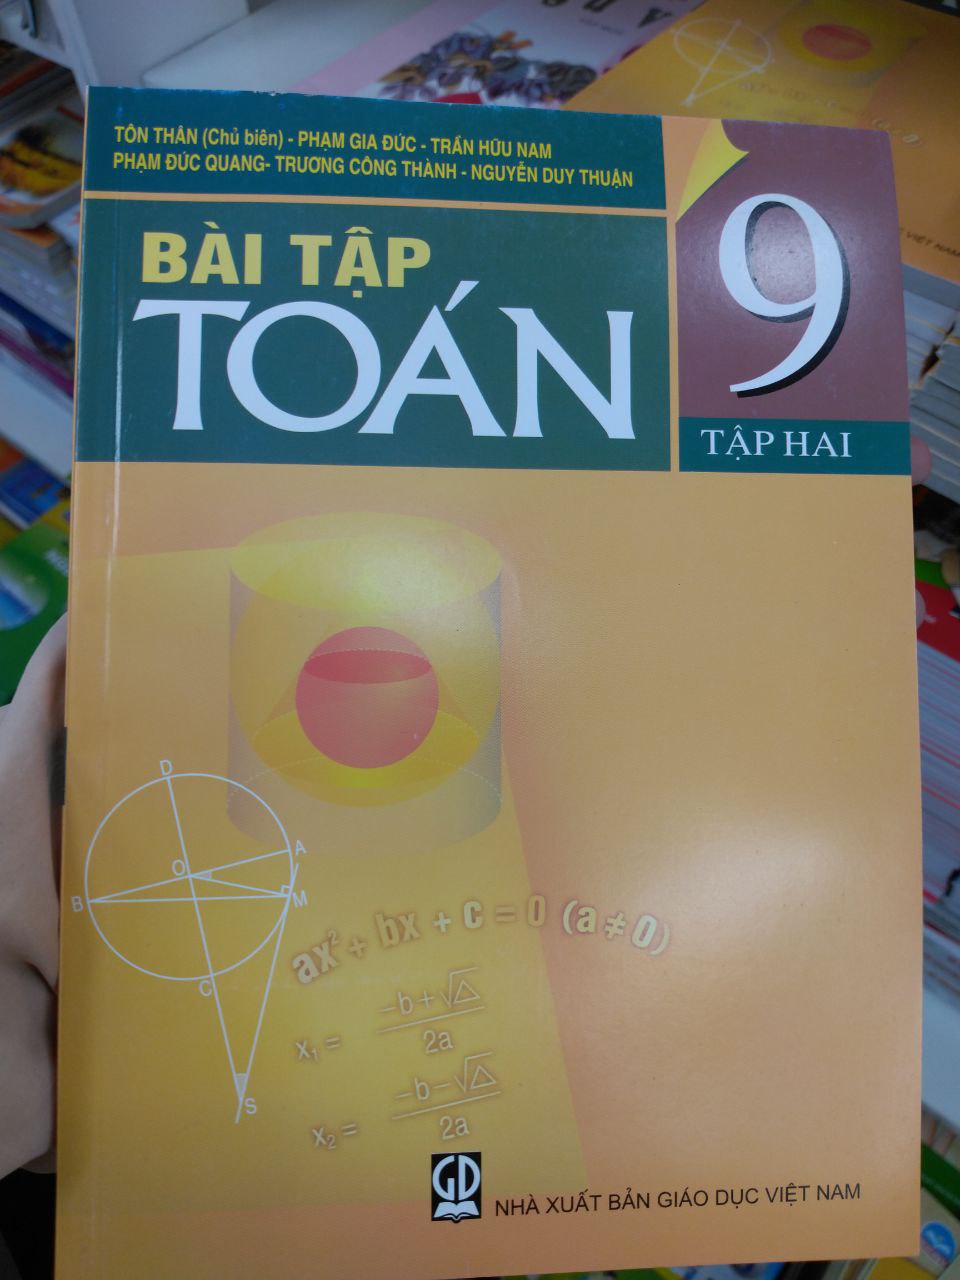 TÔN THÂN (Chủ biên) - PHẠM GIA ĐỨC - TRẦN HỮU NAM
PHẠM ĐỨC QUANG- TRƯƠNG CÔNG THÀNH - NGUYỄN DUY THUẬN
BÀI TẬP
TOÁN
9
TẬP HAI
D
O
A
B
M
C
S
ax² + bx + c = 0 (a ≠ 0)
x₁ = (-b + √Δ) / 2a
x₂ = (-b - √Δ) / 2a
GD
NHÀ XUẤT BẢN GIÁO DỤC VIỆT NAM
VIỆT NAM